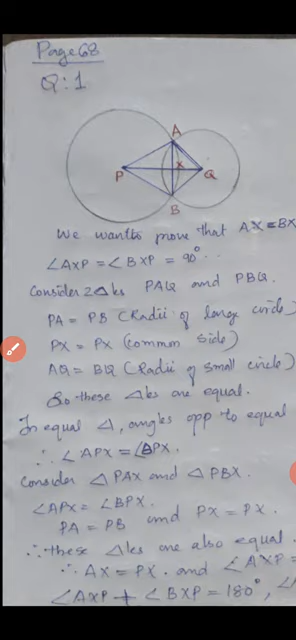 Page 68
Q:1
A
P
X
Q
B
We want to prove that AX=BX
∠AXP=∠BXP = 90°.
Consider 2 Δles PAQ and PBQ.
PA = PB (Radii of large circle)
PX = PX (common side)
AQ = BQ (Radii of small circle)
So these Δles are equal.
In equal Δ, angles opp to equal
∴ ∠APX = ∠BPX.
Consider Δ PAX and Δ PBX.
∠APX = ∠BPX.
PA = PB and PX = PX.
∴ these Δles are also equal.
∴ AX = PX. and ∠AXP =
∠AXP + ∠BXP = 180°,